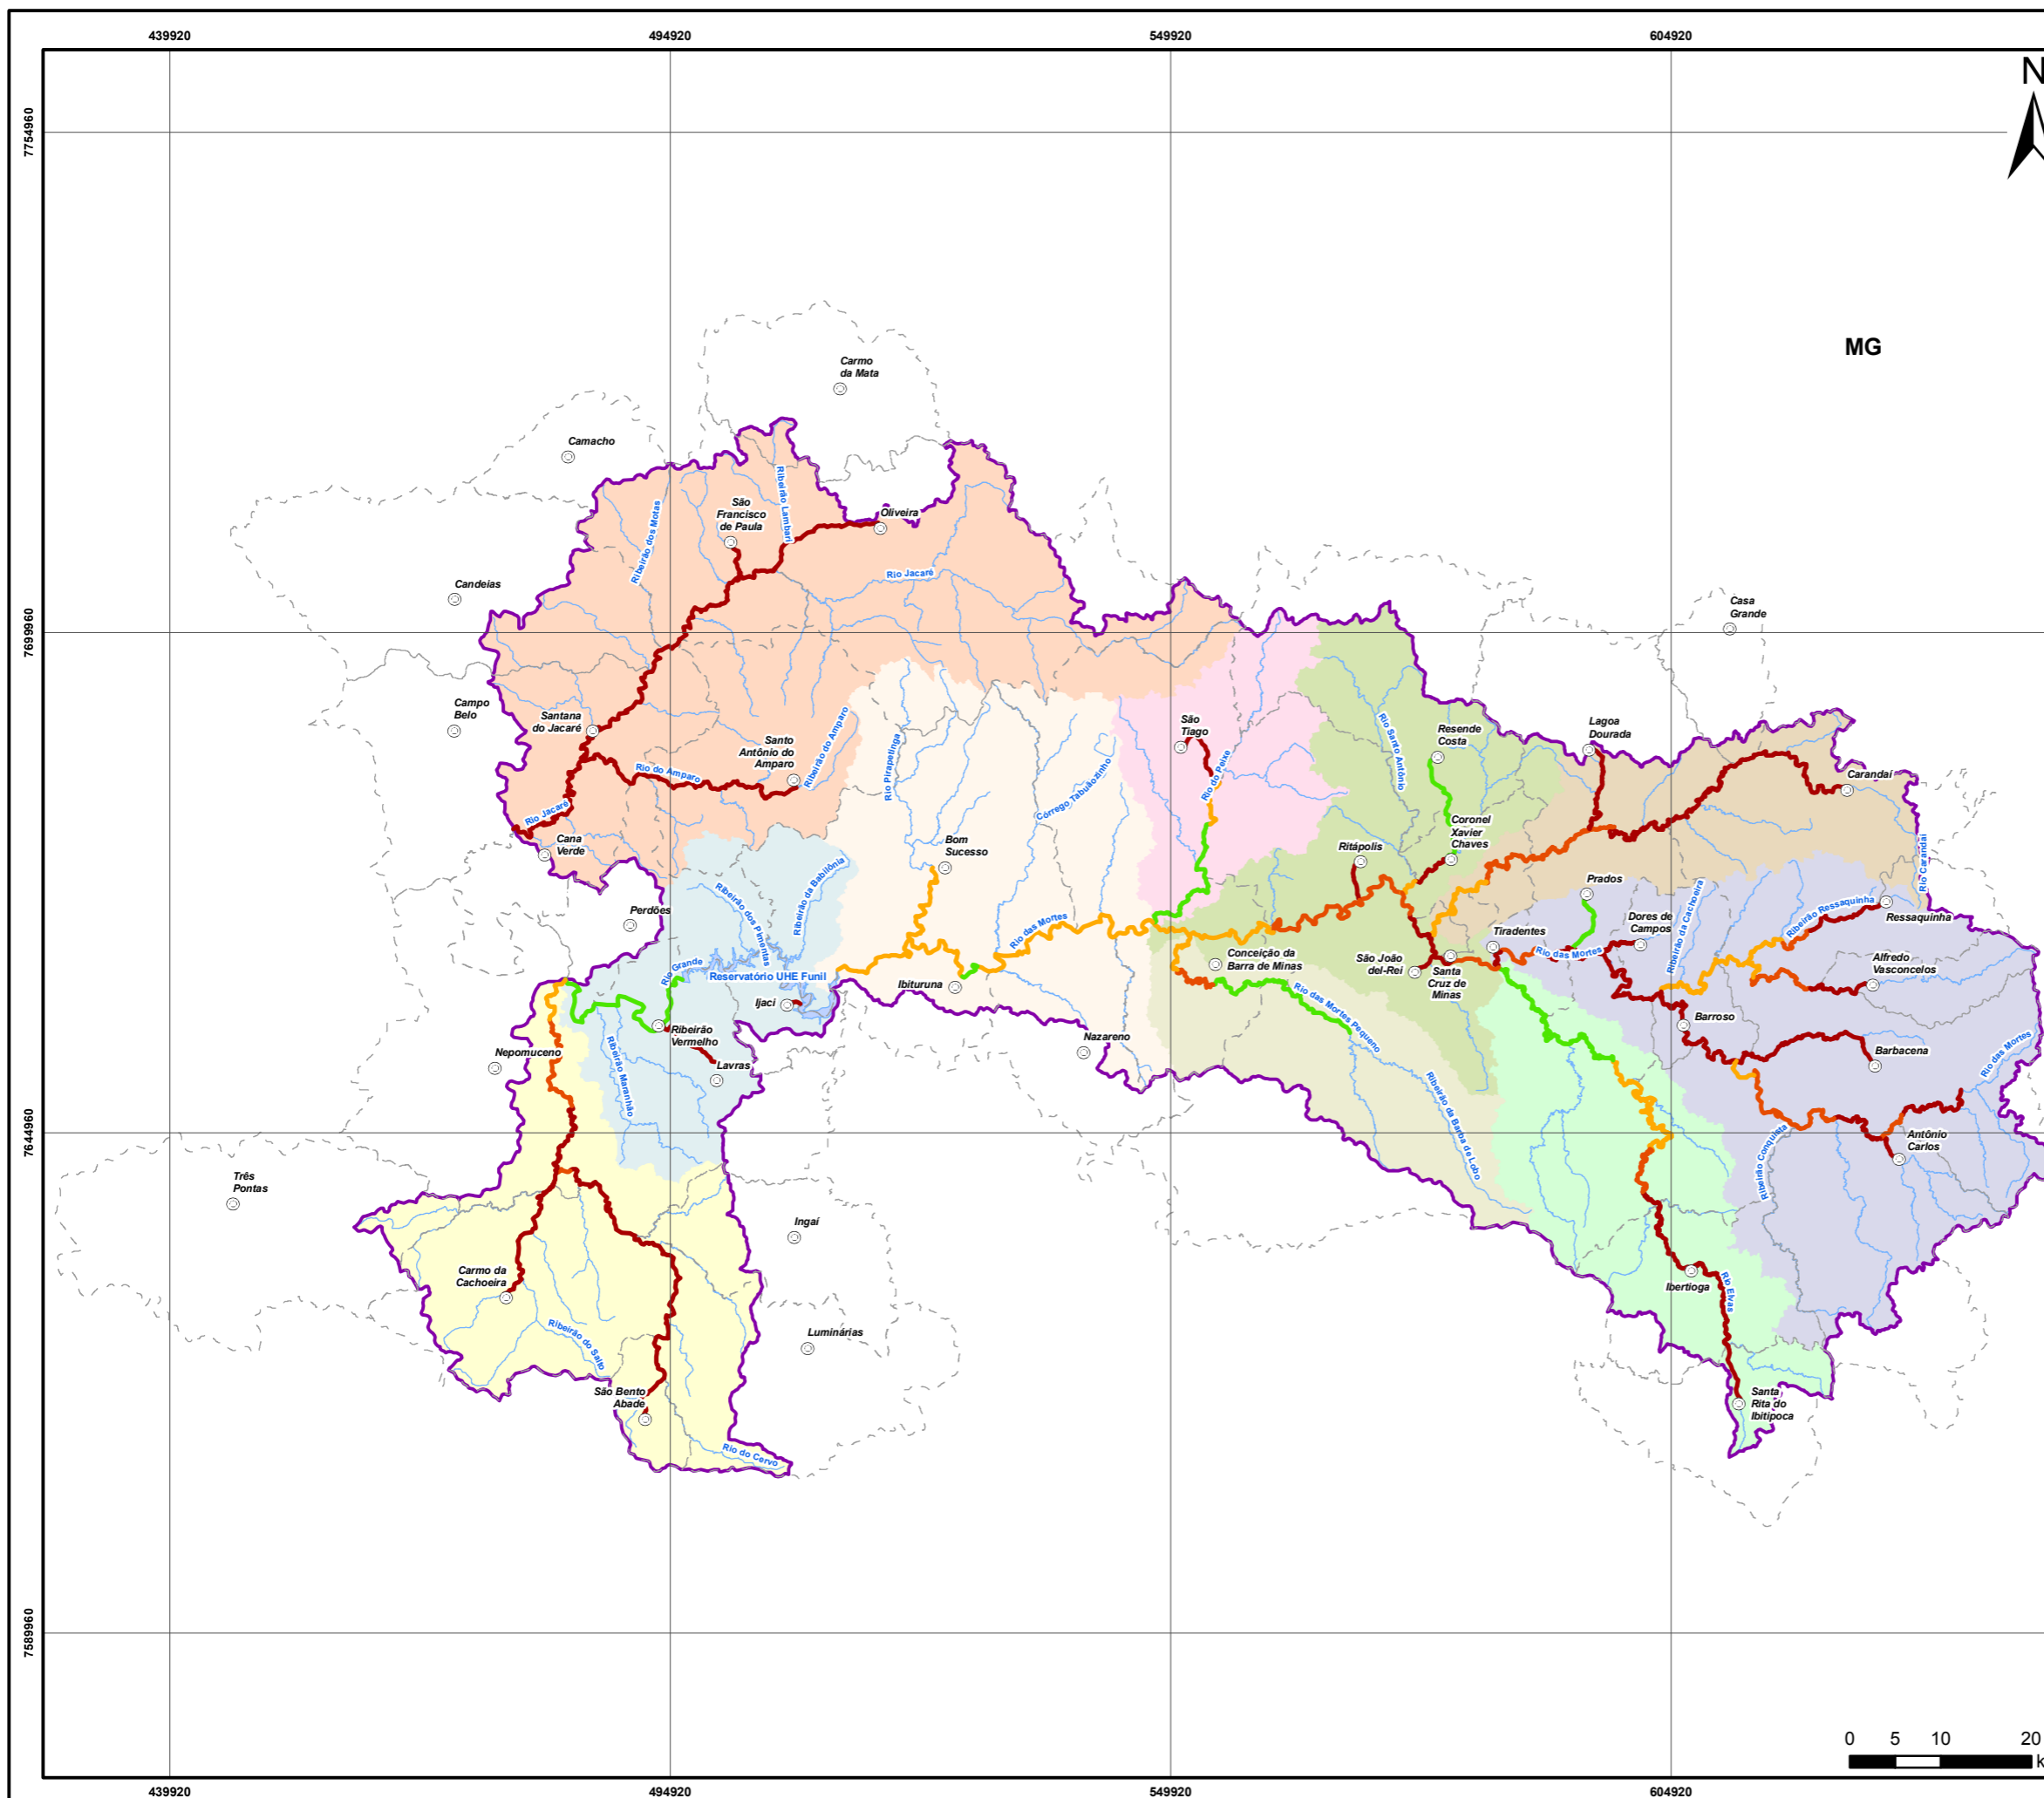 439920
494920
549920
604920
N
7754960
MG
Carmo
da Mata
Camacho
Ribeirão Lambari
Ribeirão dos Motas
São
Francisco
de Paula
Oliveira
Rio Jacaré
Candeias
Casa
Grande
7699960
Campo
Belo
Santana
do Jacaré
Santo
Antônio do
Amparo
Ribeirão do Amparo
Rio do Amparo
Rio Pirapetinga
Córrego Tabuãozinho
São
Tiago
Rio do Peixe
Rio Santo Antônio
Resende
Costa
Lagoa
Dourada
Carandaí
Rio Jacaré
Cana
Verde
Bom
Sucesso
Ritápolis
Coronel
Xavier
Chaves
Rio Carandaí
Ribeirão da Babilônia
Ribeirão dos Pimentas
Perdões
Prados
Dores de
Campos
Ribeirão da Cachoeira
Ribeirão Ressaquinha
Ressaquinha
Rio das Mortes
Tiradentes
Rio das Mortes
Rio Grande
Reservatório UHE Funil
Conceição da
Barra de Minas
São João
del-Rei
Santa
Cruz de
Minas
Alfredo
Vasconcelos
Ijaci
Ibituruna
Rio das Mortes Pequeno
Barroso
Ribeirão
Vermelho
Nazareno
Nepomuceno
Ribeirão Maranhão
Lavras
Barbacena
Rio das Mortes
Ribeirão da Barba de Lobo
7644960
Ribeirão Conquista
Antônio
Carlos
Três
Pontas
Ingaí
Carmo da
Cachoeira
Ibertioga
Rio Elvas
Ribeirão do Salto
Luminárias
São Bento
Abade
Santa
Rita do
Ibitipoca
Rio do Cervo
7589960
0
5
10
20
439920
494920
549920
604920